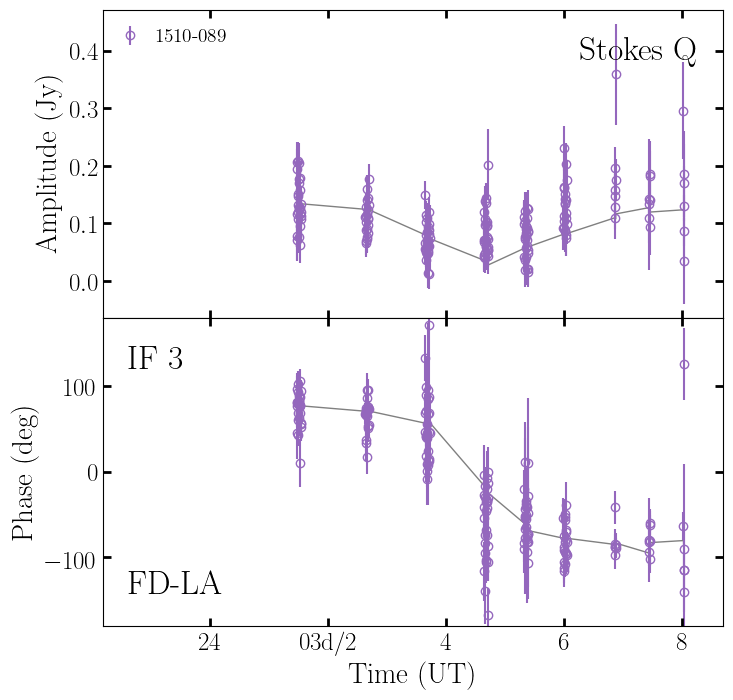 1510-089
Stokes Q
Amplitude (Jy)
0.4
0.3
0.2
0.1
0.0
IF 3
FD-LA
Phase (deg)
100
0
−100
24 03d/2 4 6 8
Time (UT)